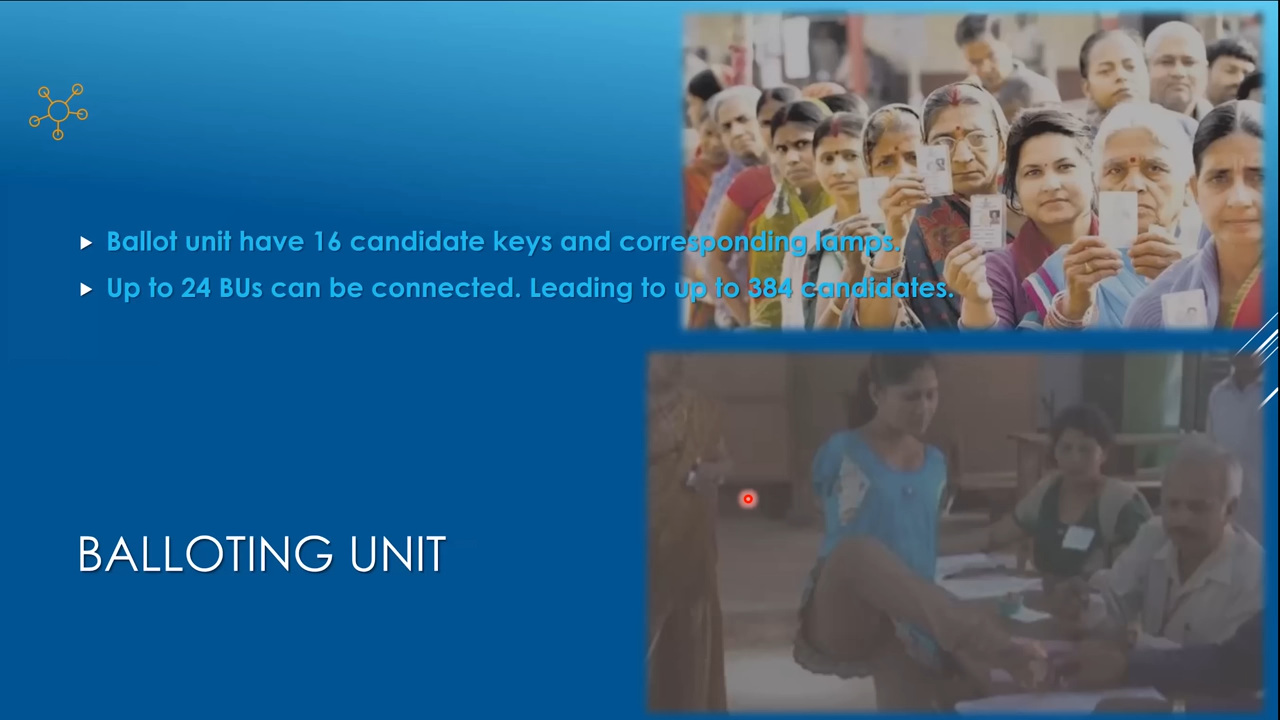 Ballot unit have 16 candidate keys and corresponding lamps.
Up to 24 BUs can be connected. Leading to up to 384 candidates.
BALLOTING UNIT